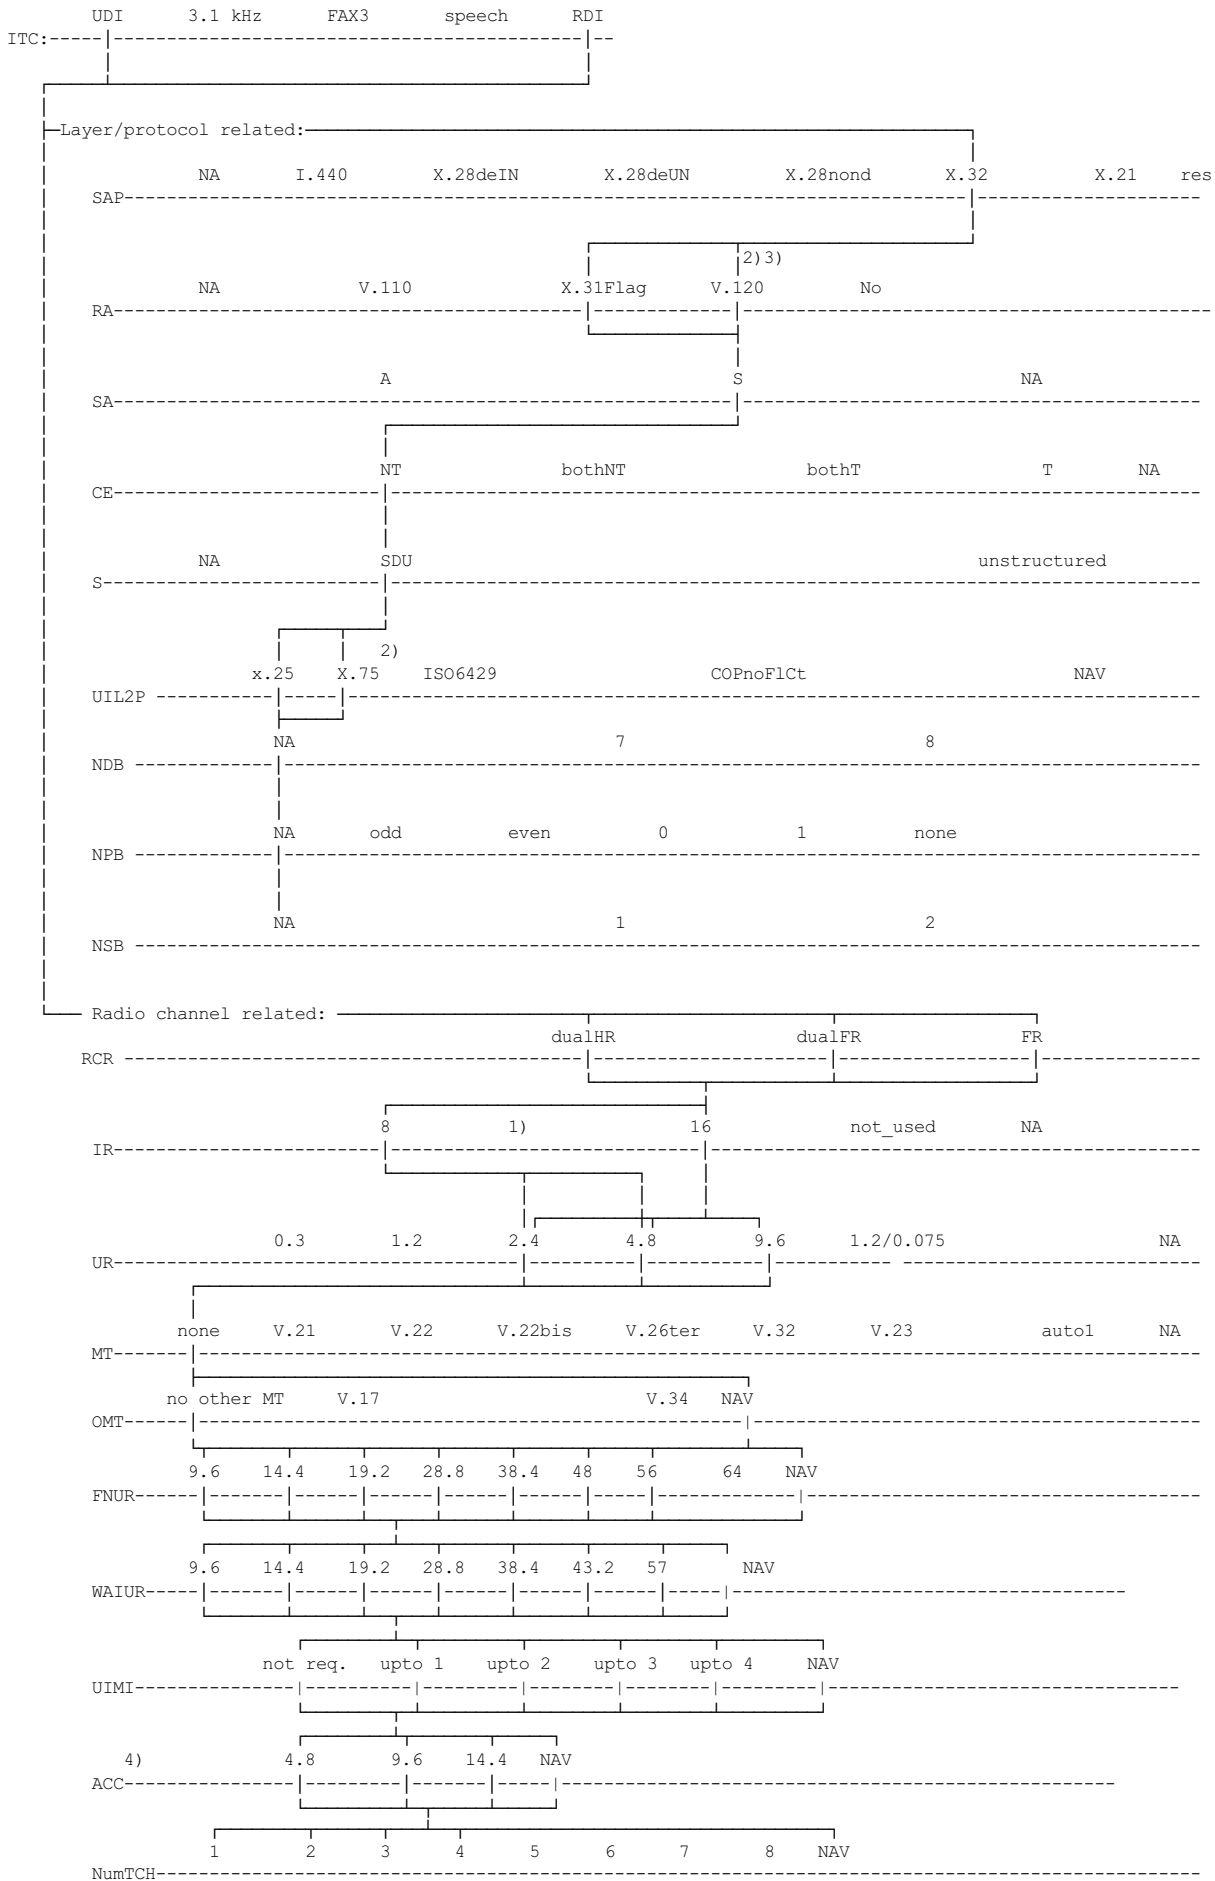 UDI 3.1 kHz FAX3 speech RDI
ITC:
Layer/protocol related:
NA I.440 X.28deIN X.28deUN X.28nond X.32 X.21 res
SAP
2)3)
NA V.110 X.31Flag V.120 No
RA
A S NA
SA
NT bothNT bothT T NA
CE
NA SDU unstructured
S
2)
x.25 X.75 ISO6429 COPnoFlCt NAV
UIL2P
NA 7 8
NDB
NA odd even 0 1 none
NPB
NA 1 2
NSB
Radio channel related:
dualHR dualFR FR
RCR
8 1) 16 not_used NA
IR
0.3 1.2 2.4 4.8 9.6 1.2/0.075 NA
UR
none V.21 V.22 V.22bis V.26ter V.32 V.23 auto1 NA
MT
no other MT V.17 V.34 NAV
OMT
9.6 14.4 19.2 28.8 38.4 48 56 64 NAV
FNUR
9.6 14.4 19.2 28.8 38.4 43.2 57 NAV
WAIUR
not req. upto 1 upto 2 upto 3 upto 4 NAV
UIMI
4) 4.8 9.6 14.4 NAV
ACC
1 2 3 4 5 6 7 8 NAV
NumTCH